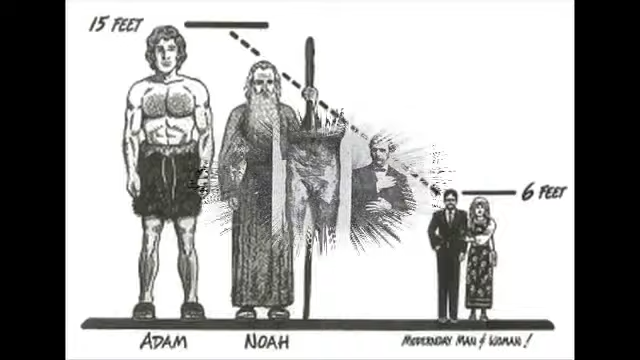 15 FEET
6 FEET
ADAM
NOAH
MODERNDAY MAN & WOMAN!